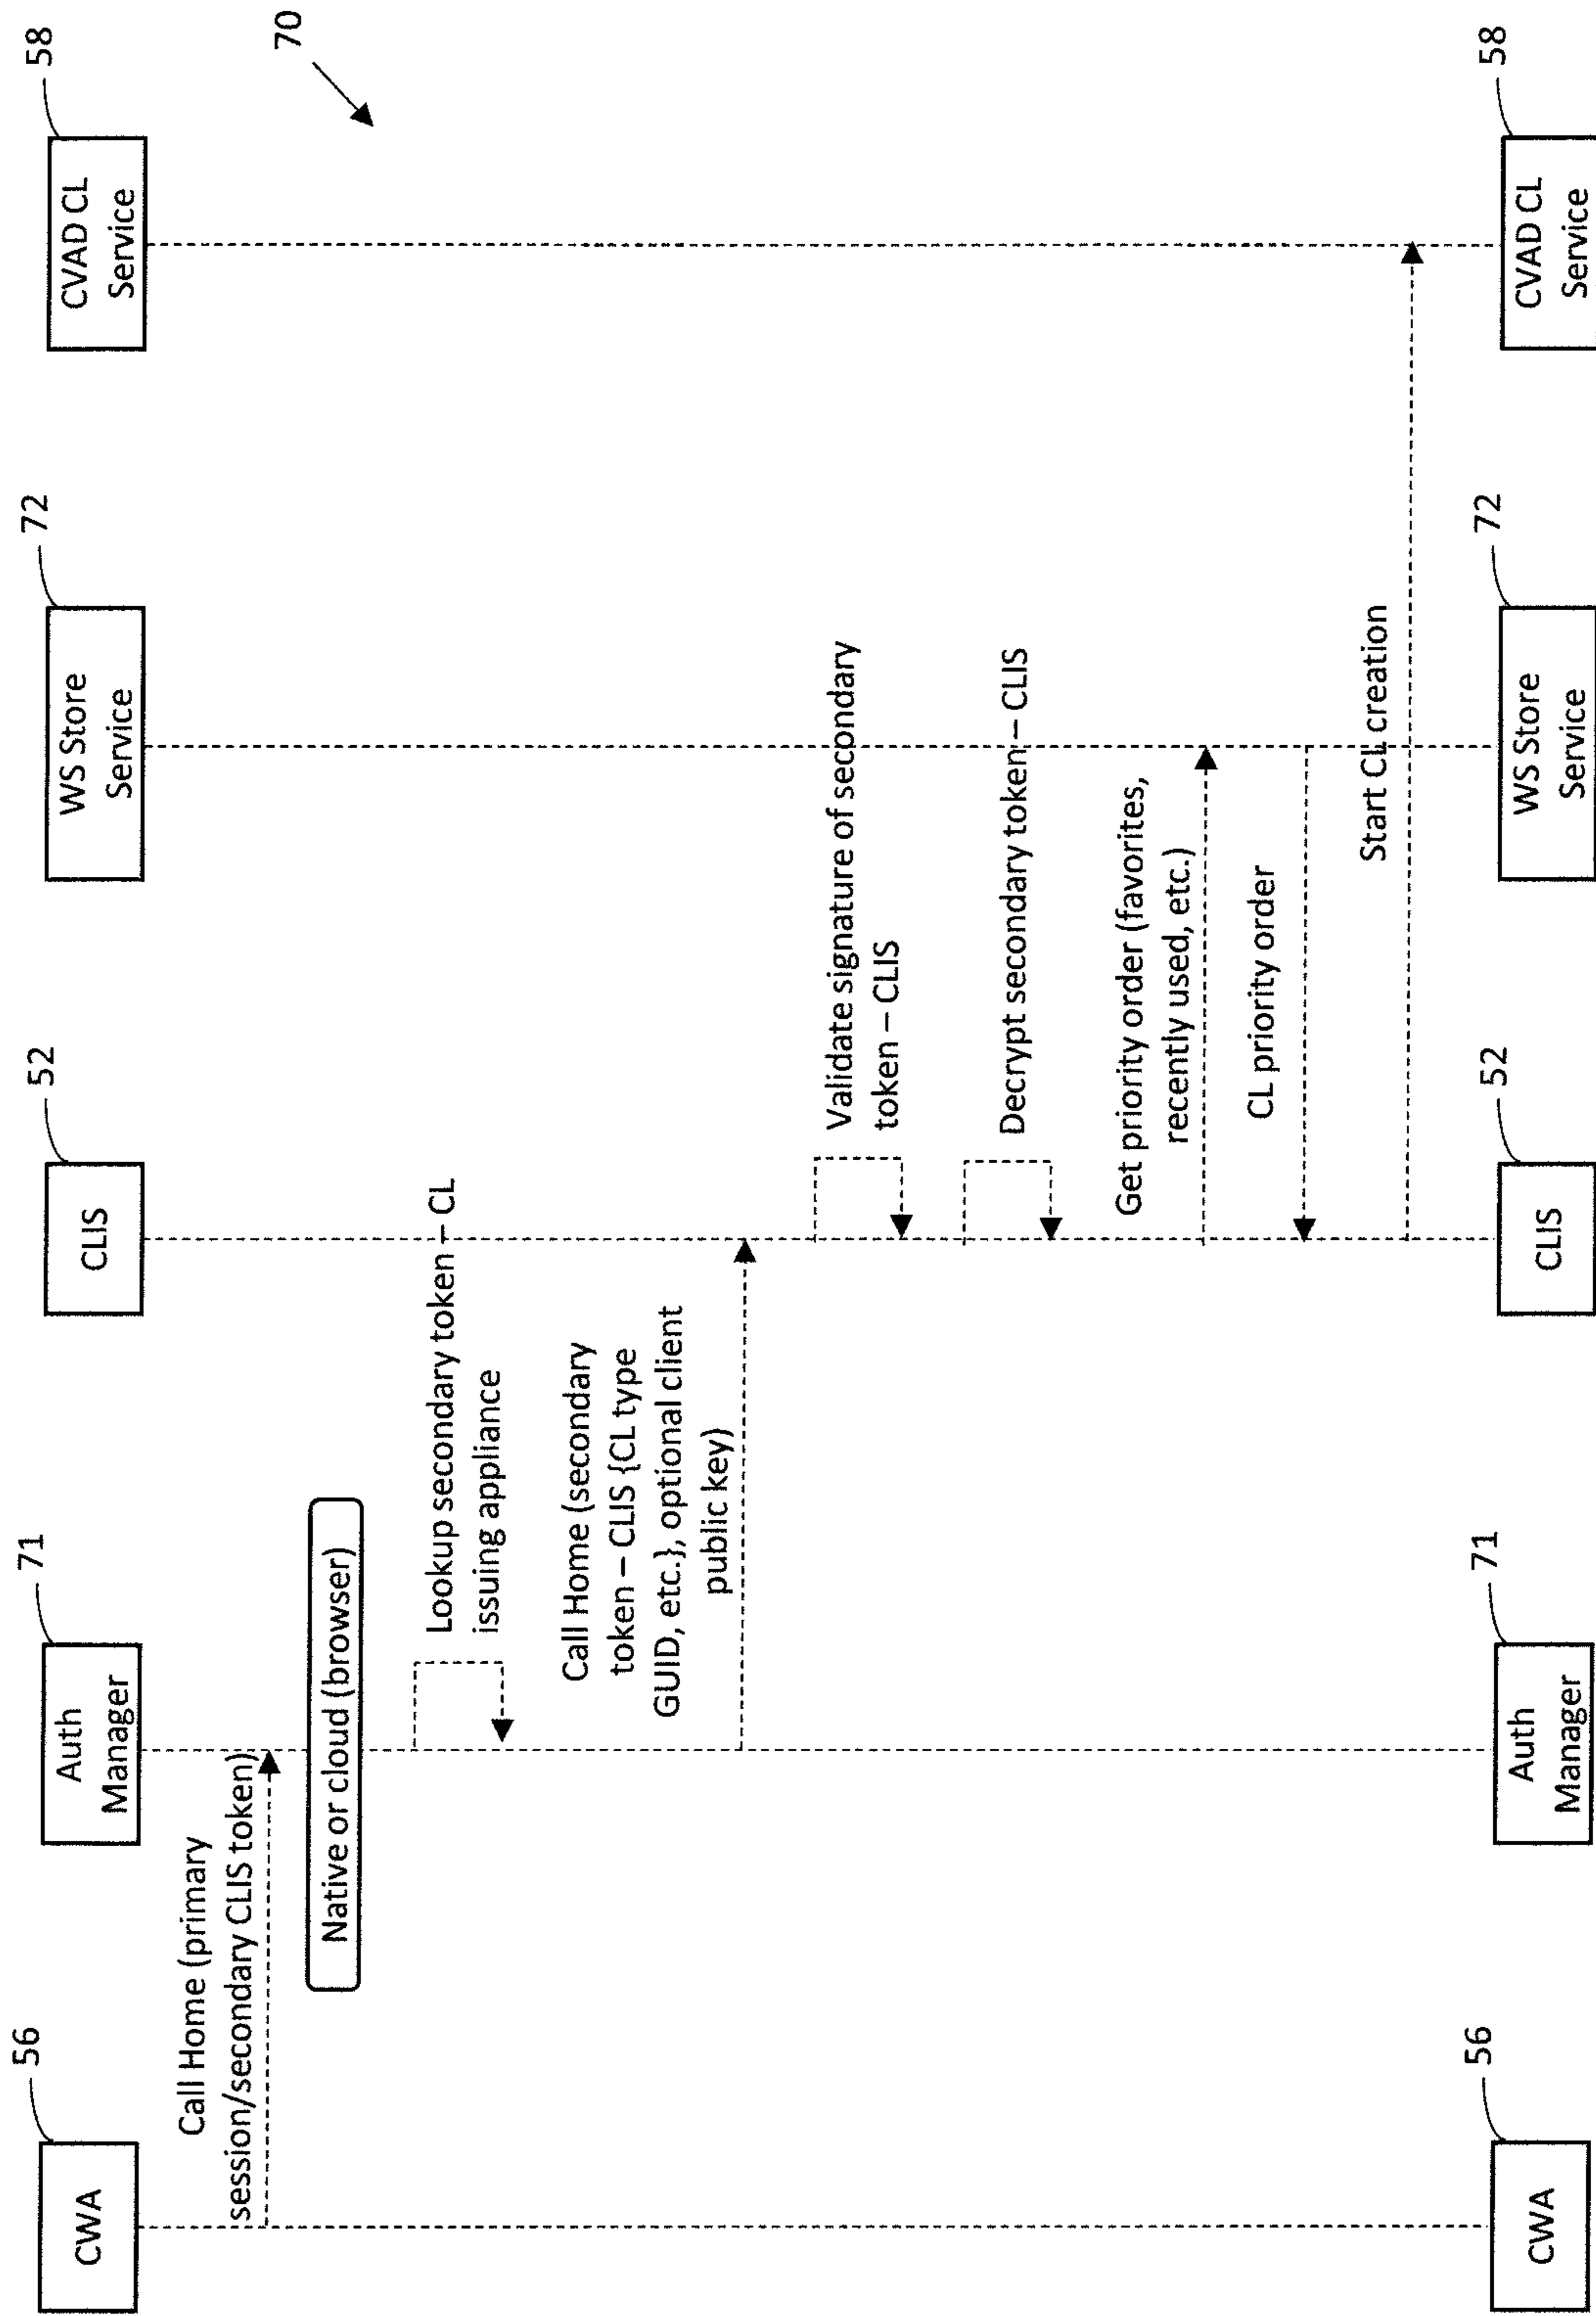 56
71
52
72
58
CWA
Auth
Manager
CLIS
WS Store
Service
CVAD CL
Service
70
Call Home (primary
session/secondary CLIS token)
Native or cloud (browser)
Lookup secondary token – CL
issuing appliance
Call Home (secondary
token – CLIS {CL type
GUID, etc.}, optional client
public key)
Validate signature of secondary
token – CLIS
Decrypt secondary token – CLIS
Get priority order (favorites,
recently used, etc.)
CL priority order
Start CL creation
56
71
52
72
58
CWA
Auth
Manager
CLIS
WS Store
Service
CVAD CL
Service